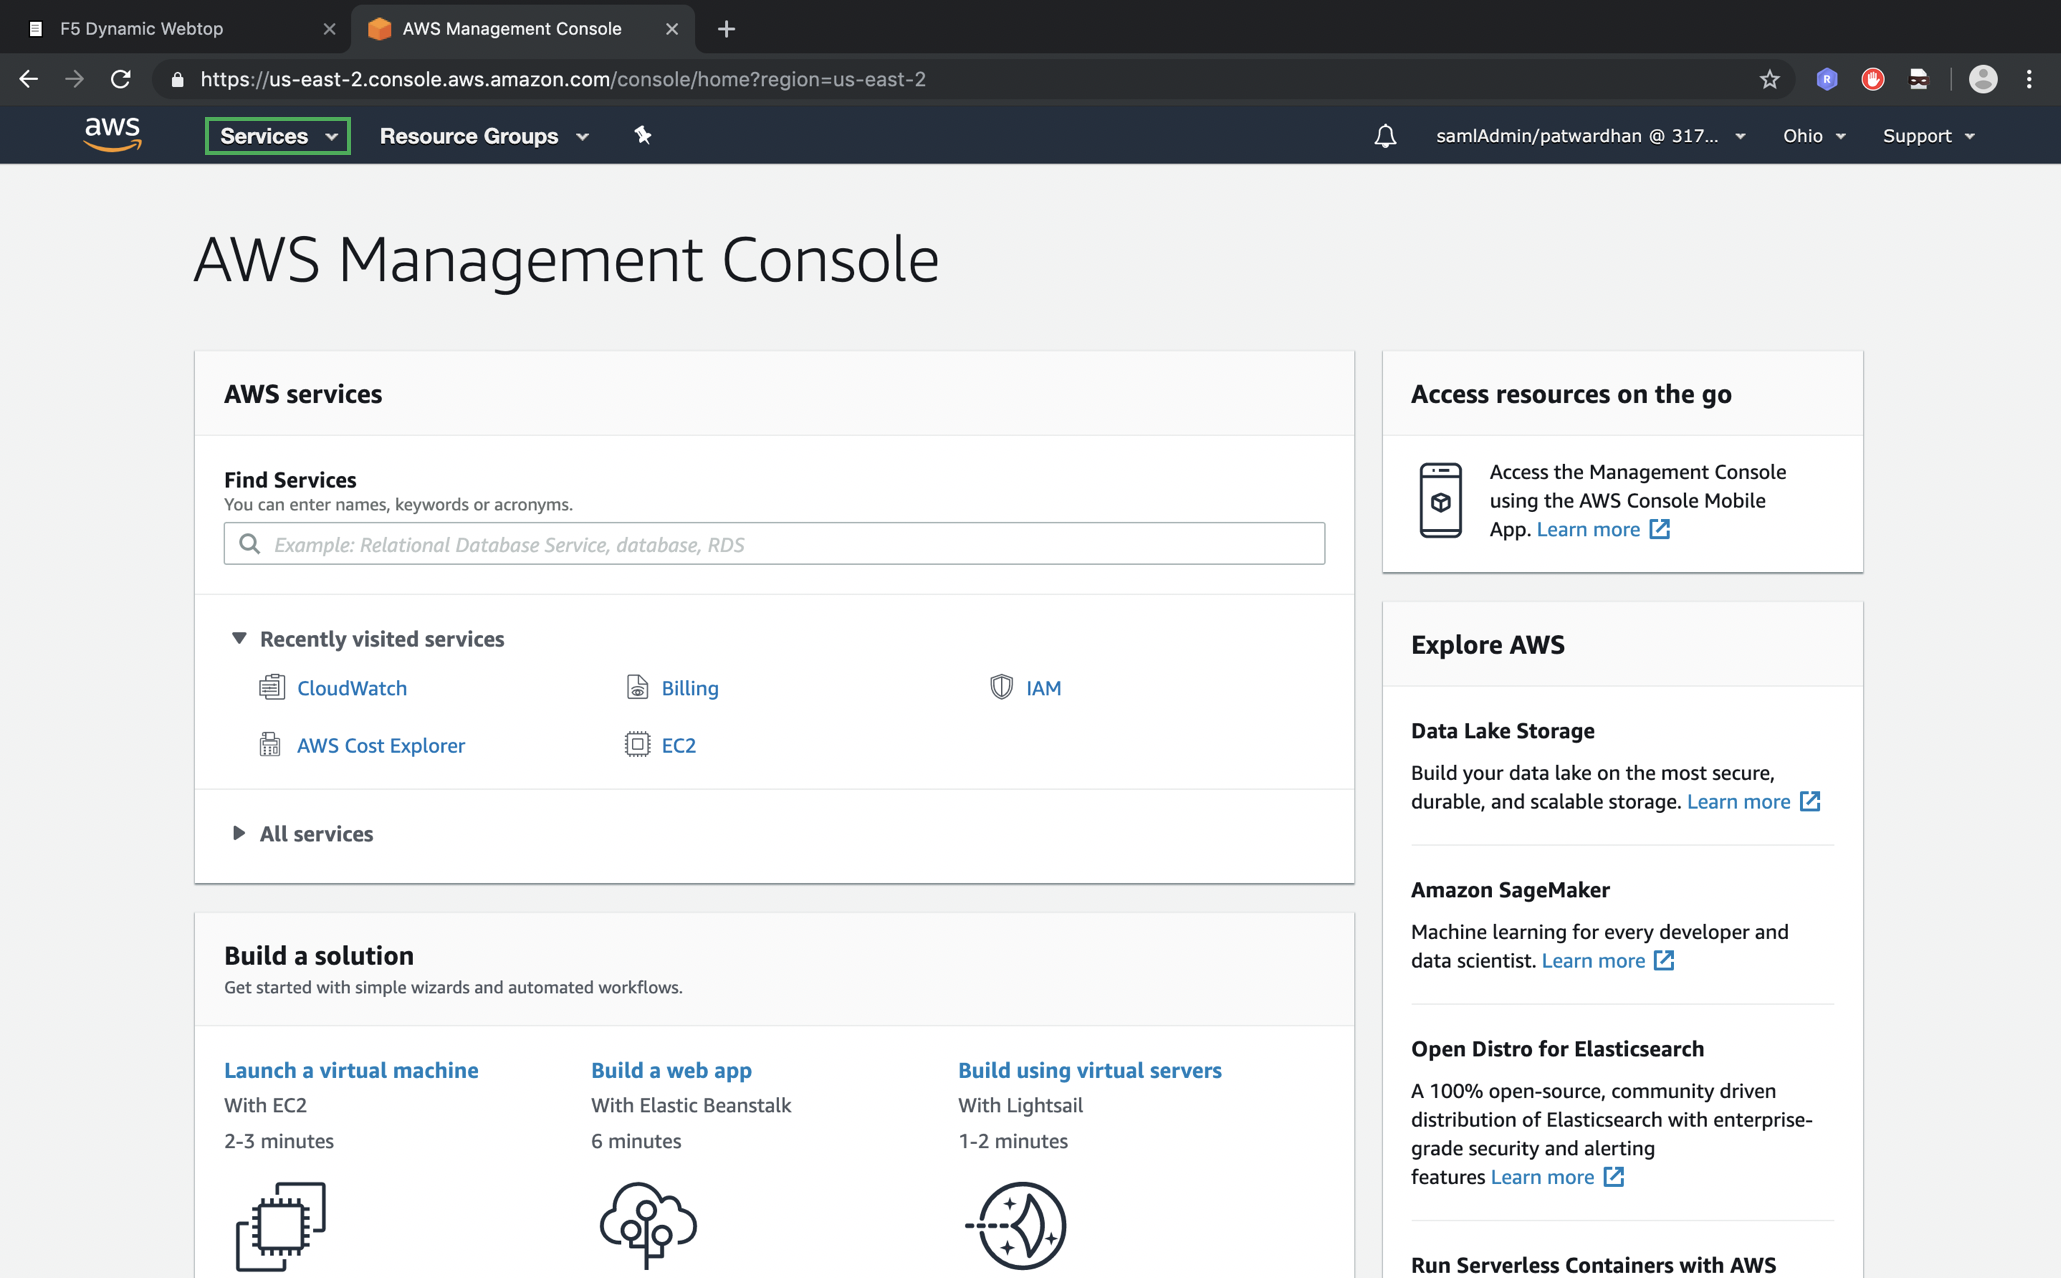 F5 Dynamic Webtop
AWS Management Console
https://us-east-2.console.aws.amazon.com/console/home?region=us-east-2
R
aws
Services
Resource Groups
samlAdmin/patwardhan @ 317...
Ohio
Support
AWS Management Console
AWS services
Find Services
You can enter names, keywords or acronyms.
Example: Relational Database Service, database, RDS
Recently visited services
CloudWatch
Billing
IAM
AWS Cost Explorer
EC2
All services
Build a solution
Get started with simple wizards and automated workflows.
Launch a virtual machine
With EC2
2-3 minutes
Build a web app
With Elastic Beanstalk
6 minutes
Build using virtual servers
With Lightsail
1-2 minutes
Access resources on the go
Access the Management Console
using the AWS Console Mobile
App. Learn more
Explore AWS
Data Lake Storage
Build your data lake on the most secure,
durable, and scalable storage. Learn more
Amazon SageMaker
Machine learning for every developer and
data scientist. Learn more
Open Distro for Elasticsearch
A 100% open-source, community driven
distribution of Elasticsearch with enterprise-
grade security and alerting
features Learn more
Run Serverless Containers with AWS